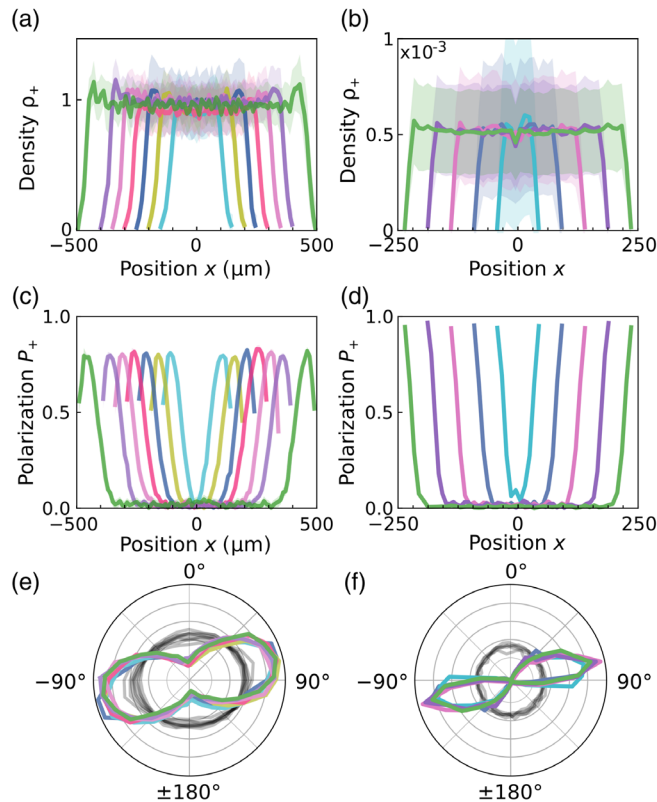 (a)
Density ρ+
1
0
−500
0
500
Position x (μm)
(b)
x10-3
Density ρ+
1
0.5
0
−250
0
250
Position x
(c)
Polarization P+
1.0
0.5
0.0
−500
0
500
Position x (μm)
(d)
Polarization P+
1.0
0.5
0.0
−250
0
250
Position x
(e)
0°
−90°
90°
±180°
(f)
0°
−90°
90°
±180°